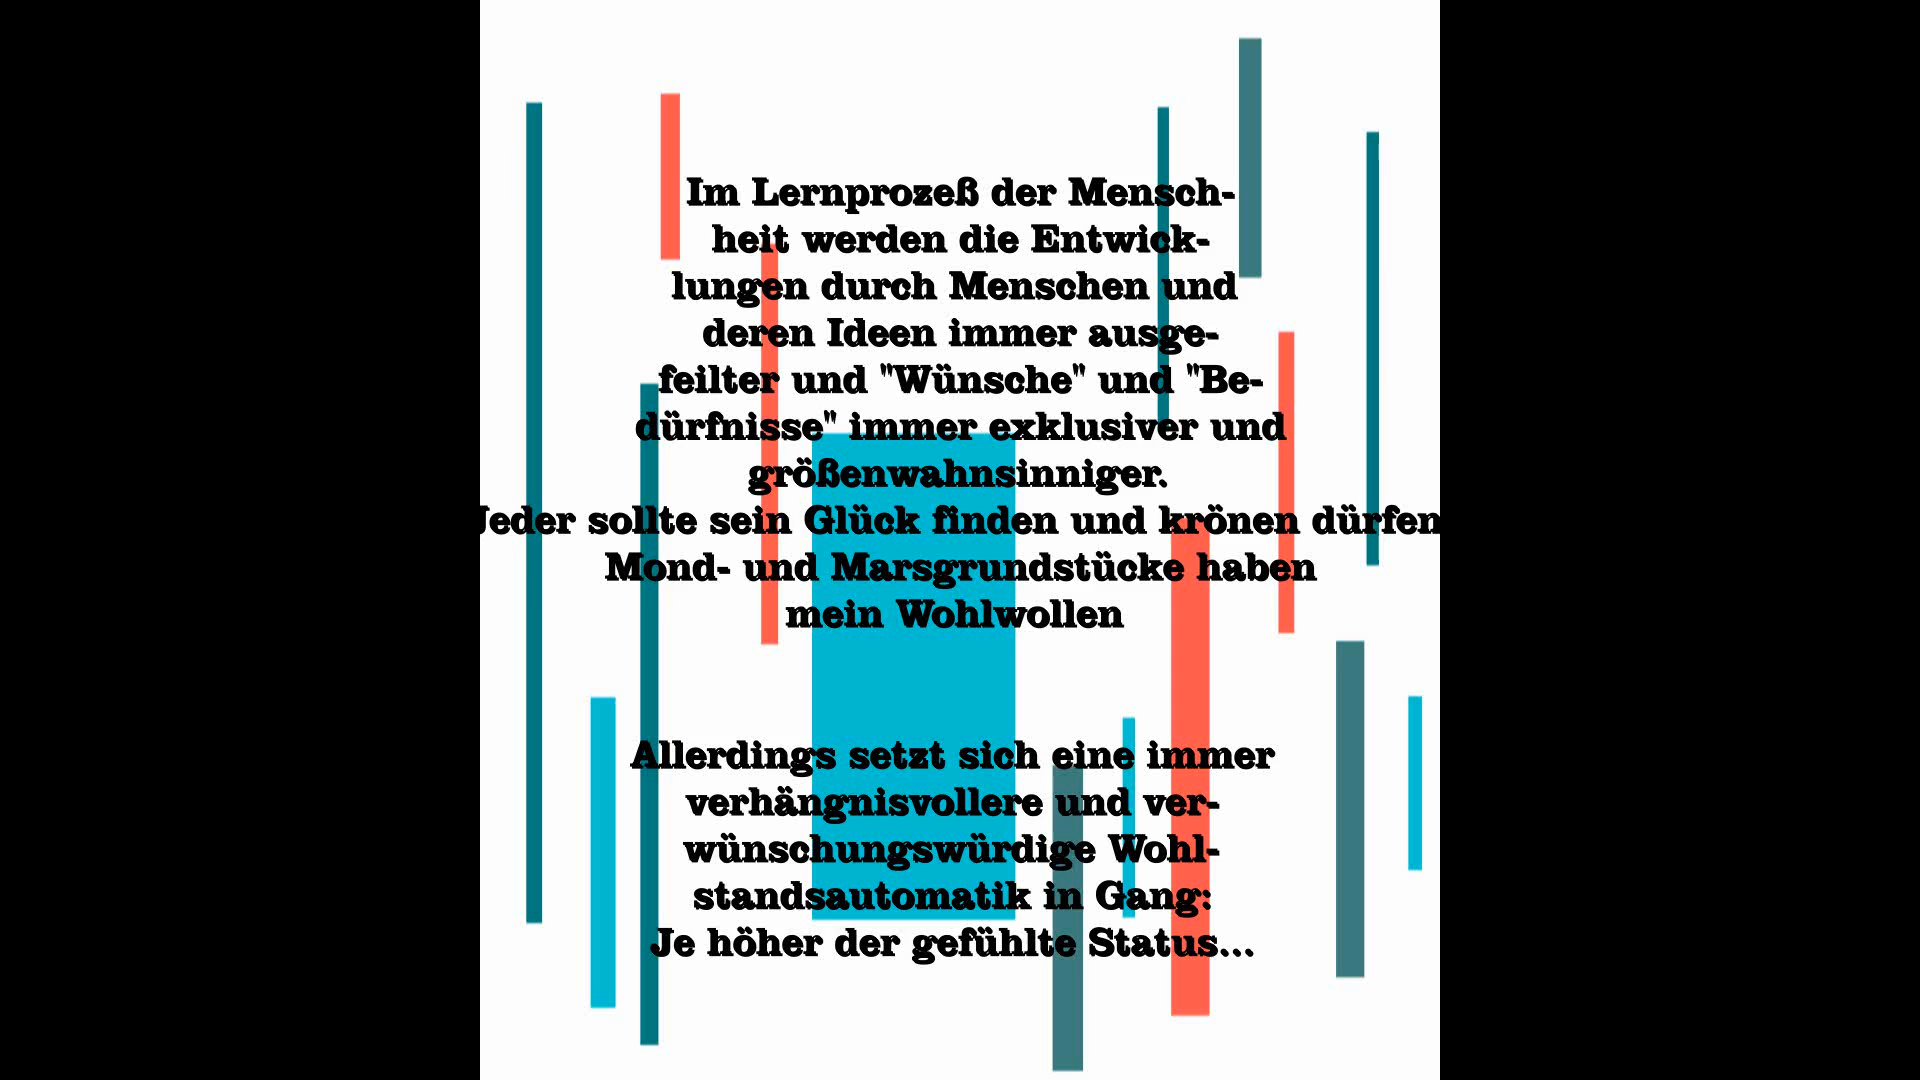 Im Lernprozeß der Mensch-
heit werden die Entwick-
lungen durch Menschen und
deren Ideen immer ausge-
feilter und "Wünsche" und "Be-
dürfnisse" immer exklusiver und
größenwahnsinniger.
Jeder sollte sein Glück finden und krönen dürfen
Mond- und Marsgrundstücke haben
mein Wohlwollen
Allerdings setzt sich eine immer
verhängnisvollere und ver-
wünschungswürdige Wohl-
standsautomatik in Gang:
Je höher der gefühlte Status...